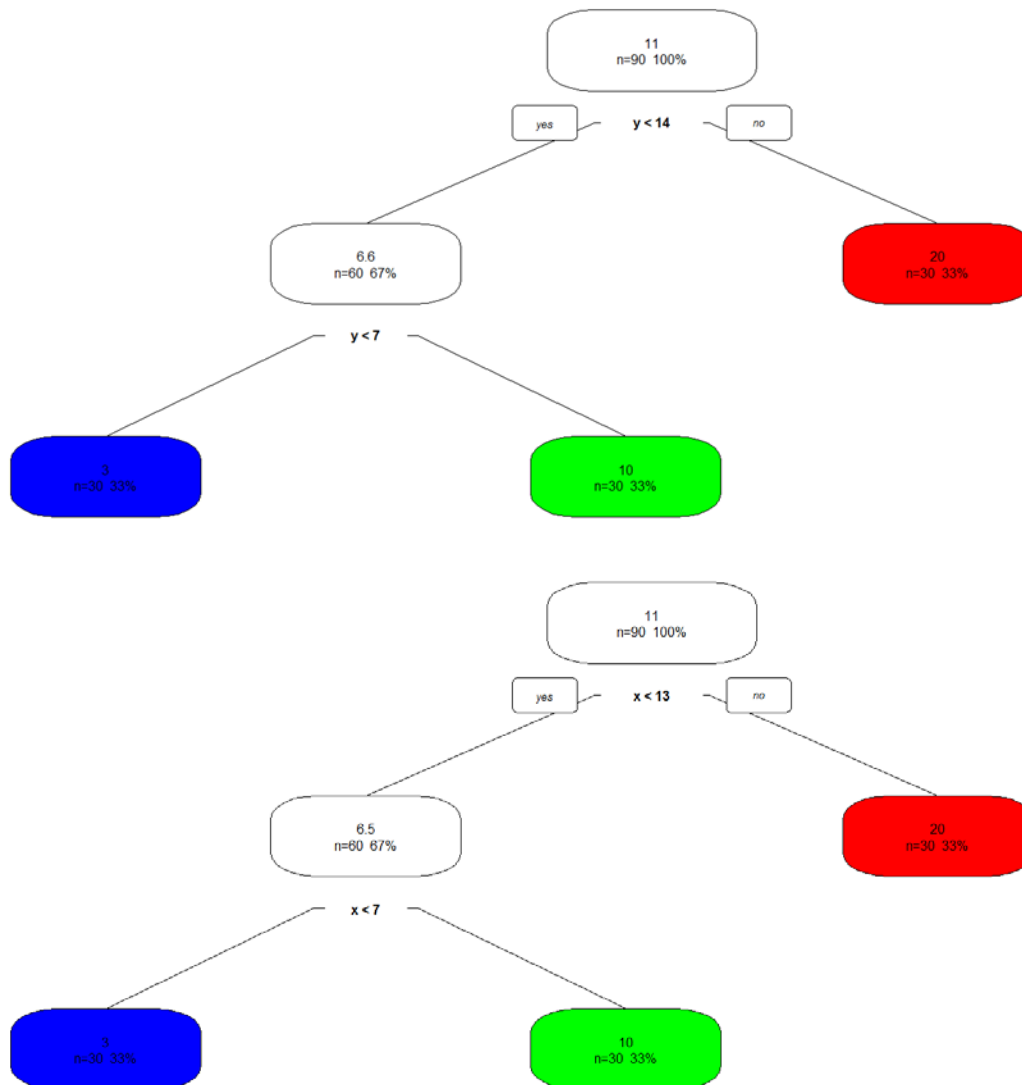 11
n=90 100%
yes
y < 14
no
6.6
n=60 67%
20
n=30 33%
y < 7
3
n=30 33%
10
n=30 33%
11
n=90 100%
yes
x < 13
no
6.5
n=60 67%
20
n=30 33%
x < 7
3
n=30 33%
10
n=30 33%